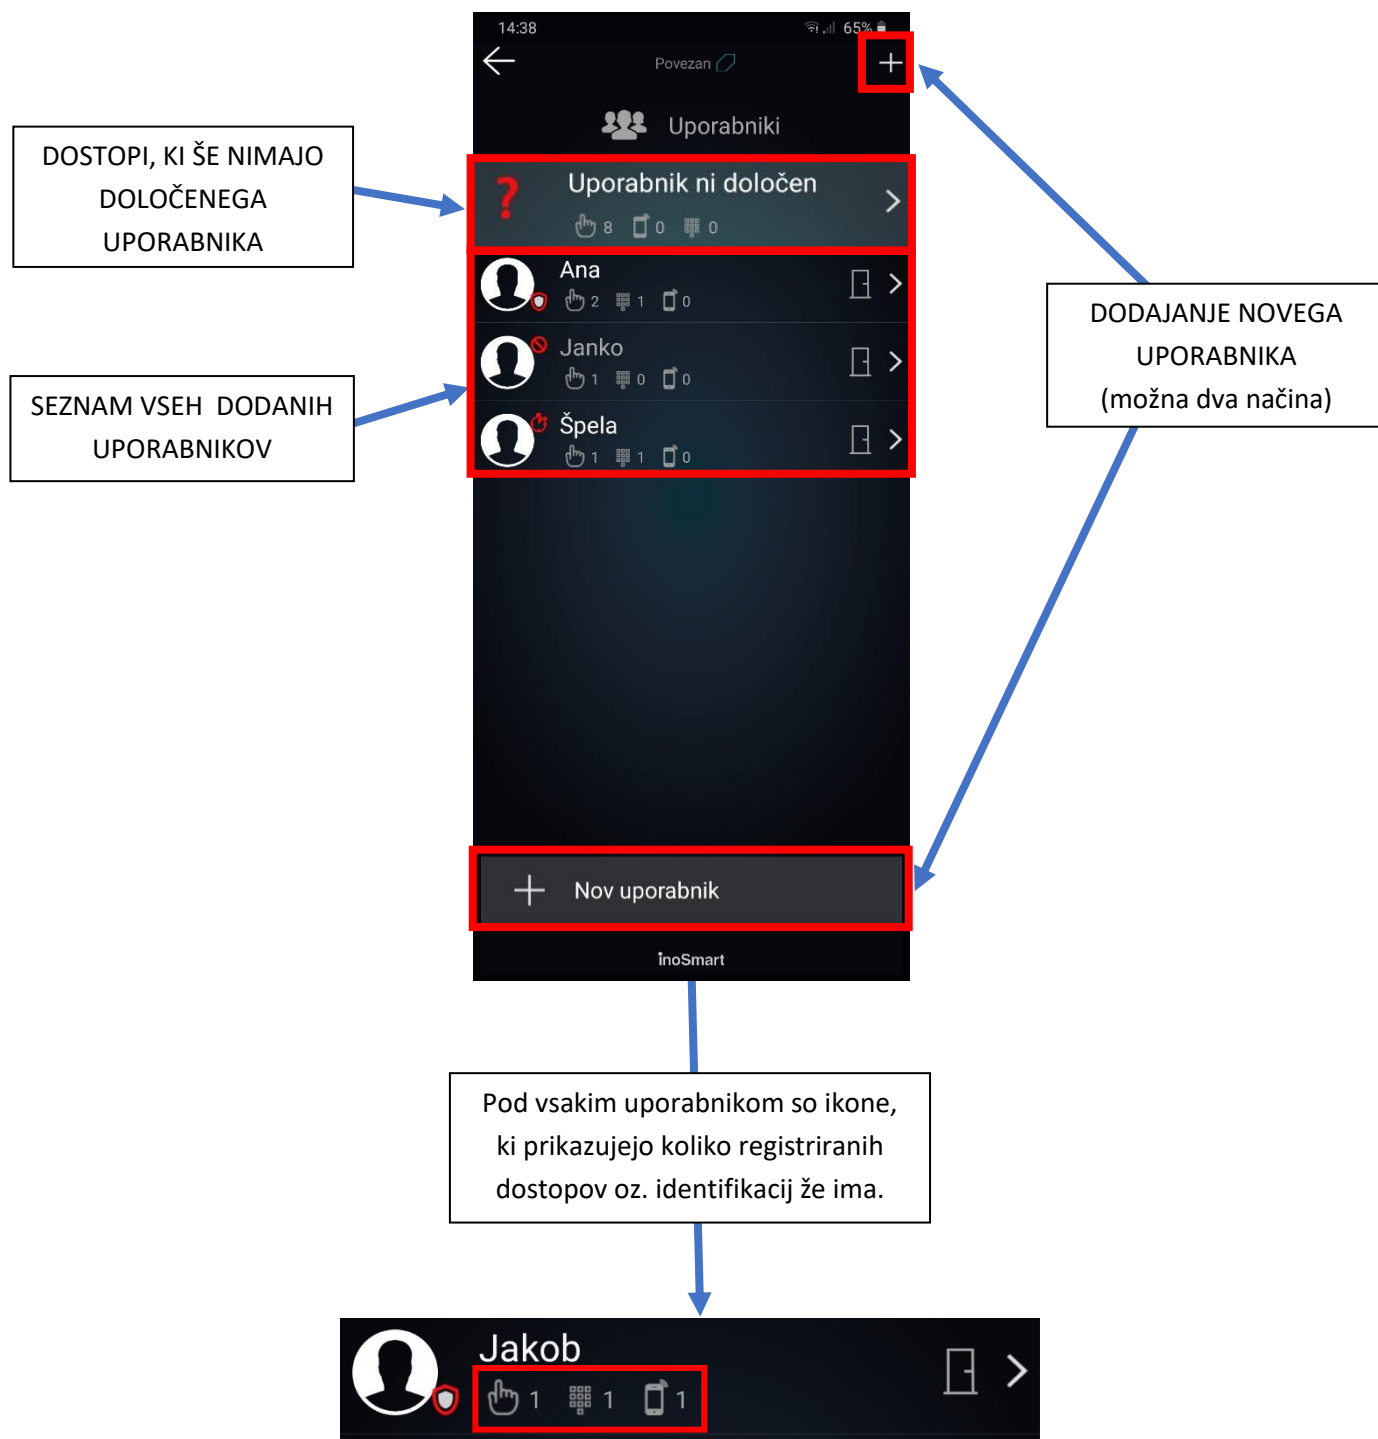 14:38
65%
Povezan
Uporabniki
DOSTOPI, KI ŠE NIMAJO
DOLOČENEGA
UPORABNIKA
Uporabnik ni določen
8 0 0
Ana
2 1 0
Janko
1 0 0
Špela
1 1 0
SEZNAM VSEH DODANIH
UPORABNIKOV
DODAJANJE NOVEGA
UPORABNIKA
(možna dva načina)
Nov uporabnik
inoSmart
Pod vsakim uporabnikom so ikone,
ki prikazujejo koliko registriranih
dostopov oz. identifikacij že ima.
Jakob
1 1 1